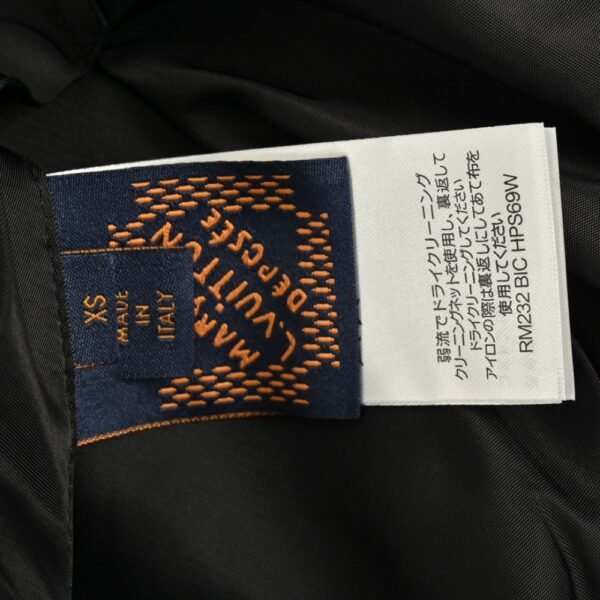 MAR
L.VUITTON
DÉPOSÉE
XS
MADE
IN
ITALY
弱流でドライクリーニング
クリーニングネットを使用し、裏返して
ドライクリーニングしてください
アイロンの際は裏返しにしてあて布を
使用してください
RM232 BIC HPS69W